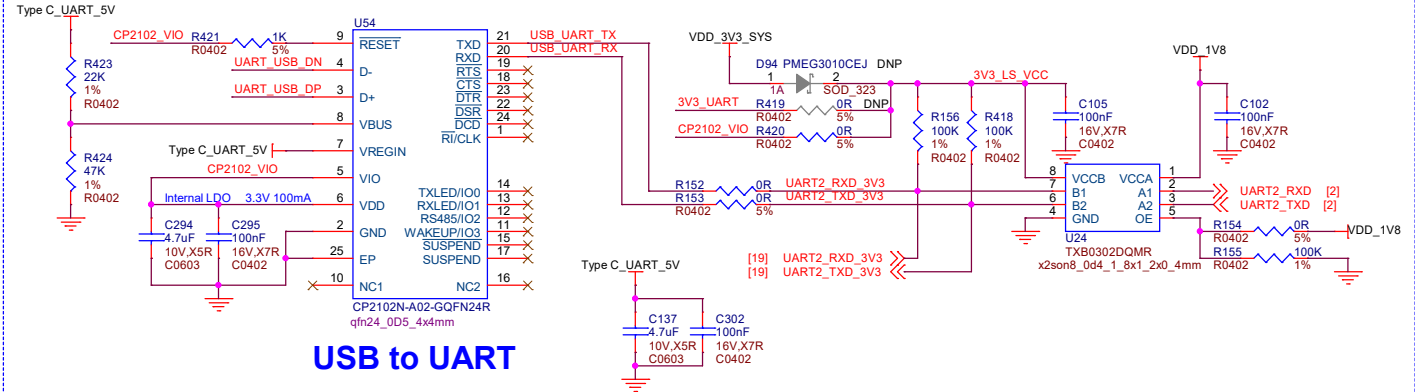 Type C_UART_5V
U54
CP2102_VIO R421 1K
R0402 5%
R423
22K
1%
R0402
UART_USB_DN
UART_USB_DP
R424
47K
1%
R0402
Type C_UART_5V
CP2102_VIO
Internal LDO 3.3V 100mA
C294
4.7uF
10V,X5R
C0603
C295
100nF
16V,X7R
C0402
9 RESET
4 D-
3 D+
8 VBUS
7 VREGIN
5 VIO
6 VDD
2 GND
25 EP
10 NC1
TXD 21 USB_UART_TX
RXD 20 USB_UART_RX
RTS 19
CTS 18
DTR 23
DSR 22
DCD 24
RI/CLK 1
TXLED/IO0 14
RXLED/IO1 13
RS485/IO2 12
WAKEUP/IO3 11
SUSPEND 15
SUSPEND 17
NC2 16
CP2102N-A02-GQFN24R
qfn24_0D5_4x4mm
USB to UART
VDD_3V3_SYS
D94 PMEG3010CEJ DNP
1 2
1A SOD_323
3V3_LS_VCC
3V3_UART R419 0R DNP
R0402 5%
CP2102_VIO R420 0R
R0402 5%
R156
100K
1%
R0402
R418
100K
1%
R0402
C105
100nF
16V,X7R
C0402
VDD_1V8
C102
100nF
16V,X7R
C0402
R152 0R UART2_RXD_3V3
R153 0R UART2_TXD_3V3
R0402 5%
8 VCCB VCCA 1
7 B1 A1 2
6 B2 A2 3
4 GND OE 5
U24
TXB0302DQMR
x2son8_0d4_1_8x1_2x0_4mm
UART2_RXD [2]
UART2_TXD [2]
R154 0R VDD_1V8
R0402 5%
R155 100K
R0402 1%
[19] UART2_RXD_3V3
[19] UART2_TXD_3V3
Type C_UART_5V
C137
4.7uF
10V,X5R
C0603
C302
100nF
16V,X7R
C0402